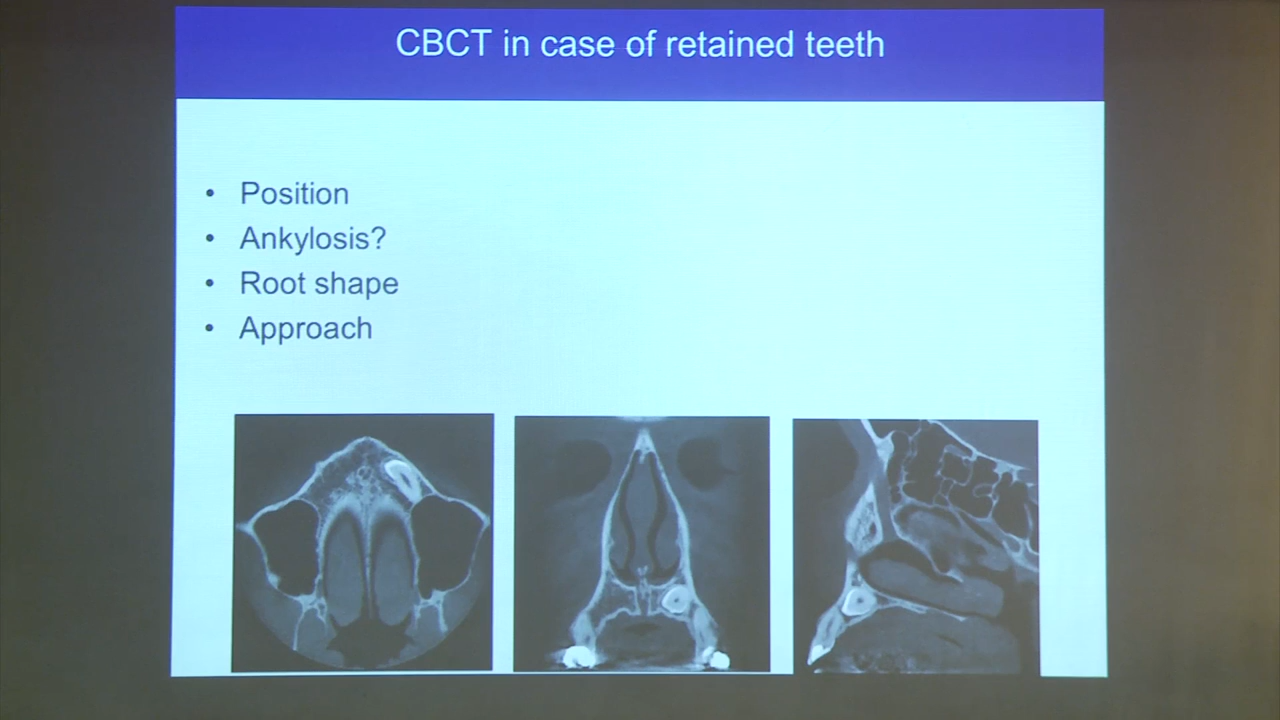 CBCT in case of retained teeth
• Position
• Ankylosis?
• Root shape
• Approach